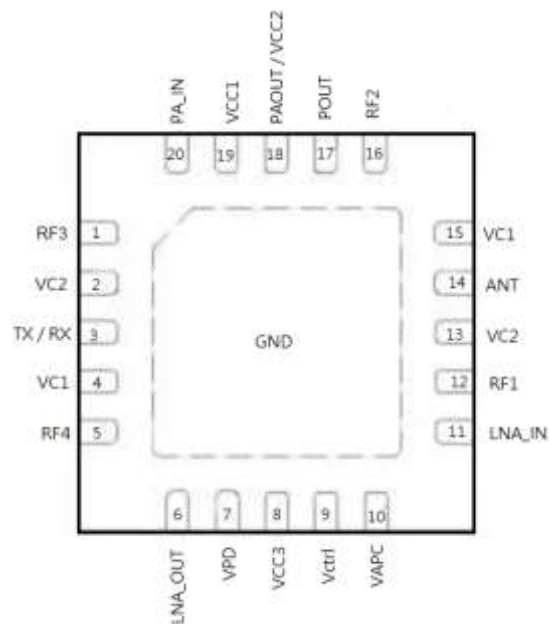 PA_IN
VCC1
PAOUT / VCC2
POUT
RF2
20 19 18 17 16
RF3 1
VC2 2
TX / RX 3
VC1 4
RF4 5
GND
15 VC1
14 ANT
13 VC2
12 RF1
11 LNA_IN
6 7 8 9 10
LNA_OUT
VPD
VCC3
Vctrl
VAPC